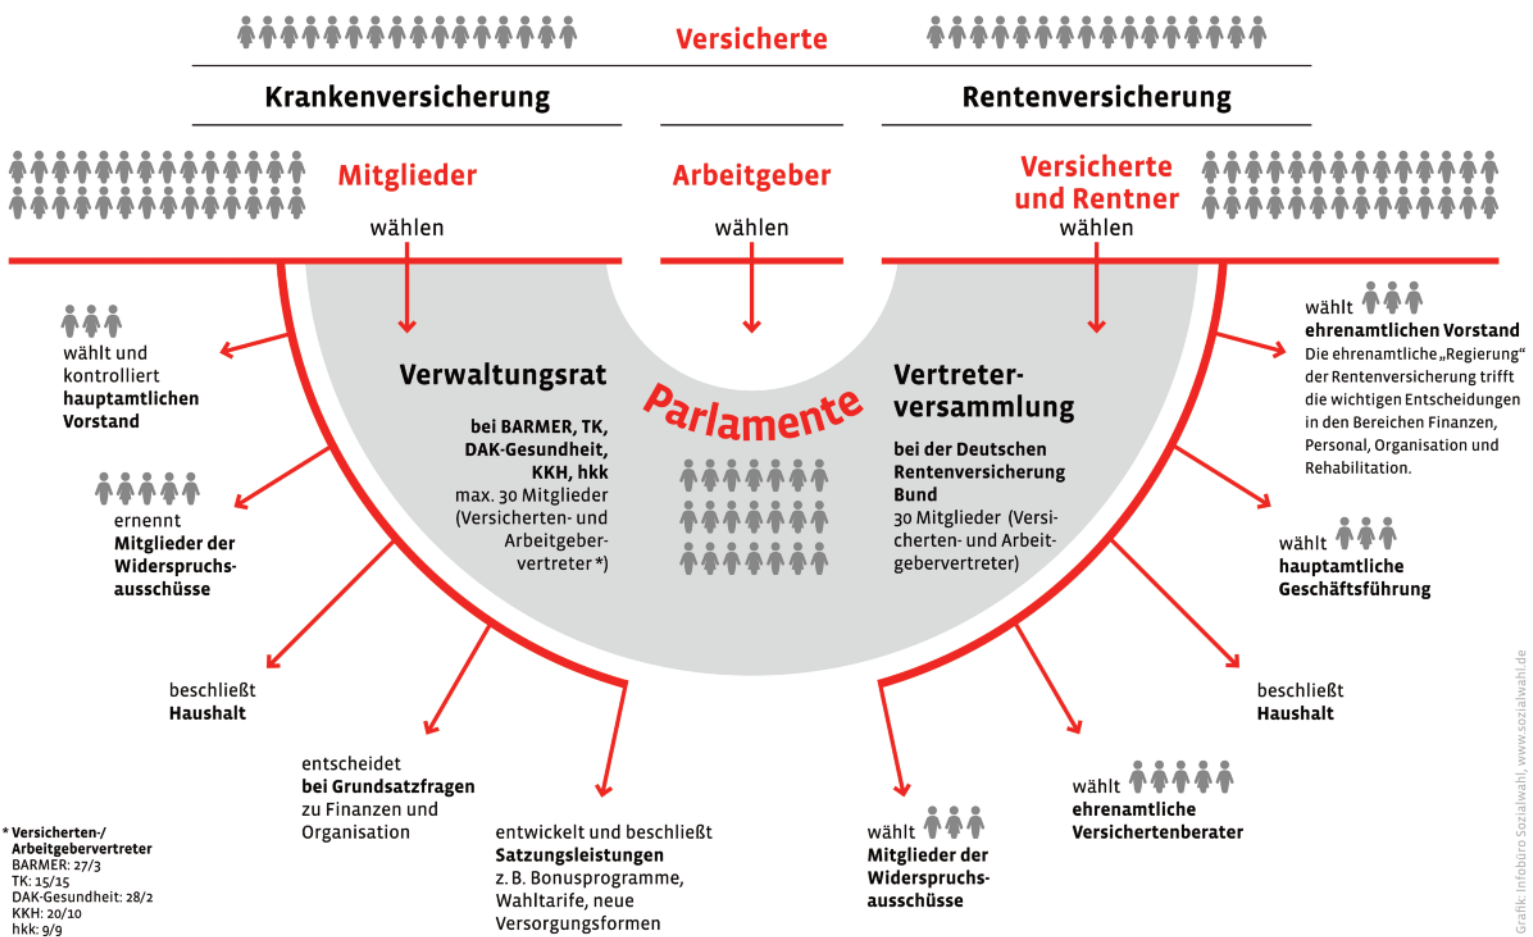 Versicherte
Krankenversicherung
Rentenversicherung
Mitglieder
wählen
Arbeitgeber
wählen
Versicherte
und Rentner
wählen
Parlamente
Verwaltungsrat
bei BARMER, TK,
DAK-Gesundheit,
KKH, hkk
max. 30 Mitglieder
(Versicherten- und
Arbeitgeber-
vertreter*)
Vertreter-
versammlung
bei der Deutschen
Rentenversicherung
Bund
30 Mitglieder (Versi-
cherten- und Arbeit-
gebervertreter)
wählt und
kontrolliert
hauptamtlichen
Vorstand
ernennt
Mitglieder der
Widerspruchs-
ausschüsse
beschließt
Haushalt
entscheidet
bei Grundsatzfragen
zu Finanzen und
Organisation
entwickelt und beschließt
Satzungsleistungen
z. B. Bonusprogramme,
Wahltarife, neue
Versorgungsformen
wählt
Mitglieder der
Widerspruchs-
ausschüsse
wählt
ehrenamtliche
Versichertenberater
beschließt
Haushalt
wählt
hauptamtliche
Geschäftsführung
wählt
ehrenamtlichen Vorstand
Die ehrenamtliche „Regierung“
der Rentenversicherung trifft
die wichtigen Entscheidungen
in den Bereichen Finanzen,
Personal, Organisation und
Rehabilitation.
* Versicherten-/
Arbeitgebervertreter
BARMER: 27/3
TK: 15/15
DAK-Gesundheit: 28/2
KKH: 20/10
hkk: 9/9
Grafik: Infobüro Sozialwahl, www.sozialwahl.de